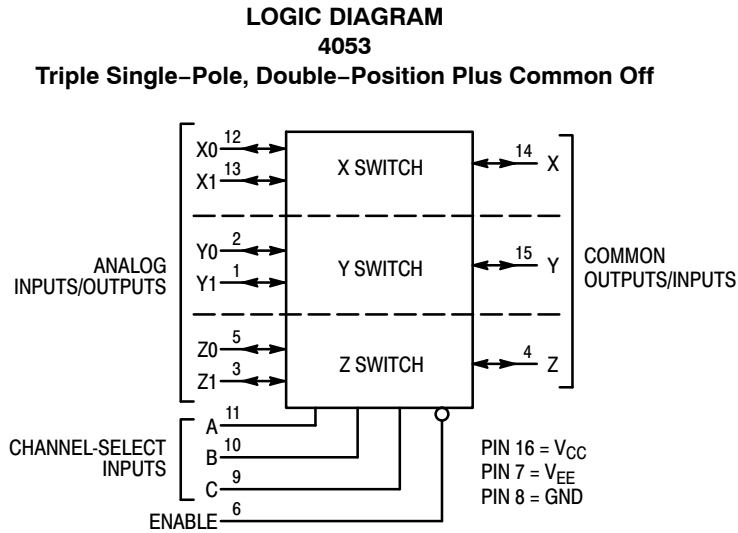 LOGIC DIAGRAM
4053
Triple Single−Pole, Double−Position Plus Common Off
X0 12
X1 13
X SWITCH
14 X
Y0 2
Y1 1
Y SWITCH
15 Y
Z0 5
Z1 3
Z SWITCH
4 Z
ANALOG
INPUTS/OUTPUTS
COMMON
OUTPUTS/INPUTS
CHANNEL-SELECT
INPUTS
A 11
B 10
C 9
ENABLE 6
PIN 16 = VCC
PIN 7 = VEE
PIN 8 = GND